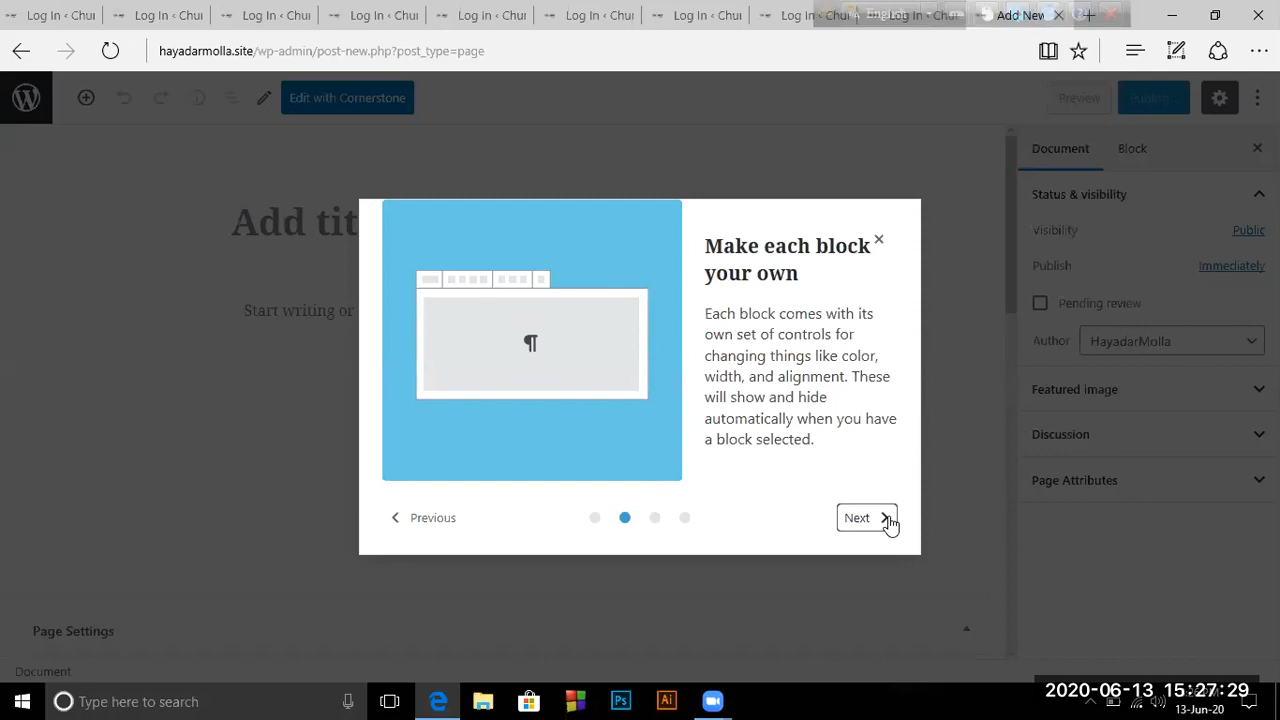 Log In ‹ Chu
Log In ‹ Chu
Log In ‹ Chu
Log In ‹ Chu
Log In ‹ Chu
Log In ‹ Chu
Log In ‹ Chu
Log In ‹ Chu
Add New
English
hayadarmolla.site/wp-admin/post-new.php?post_type=page
Edit with Cornerstone
Preview
Publish
Document
Block
Status & visibility
Visibility
Public
Publish
Immediately
Pending review
Author
HayadarMolla
Featured image
Discussion
Page Attributes
Add tit
Start writing or
Make each block
your own
Each block comes with its
own set of controls for
changing things like color,
width, and alignment. These
will show and hide
automatically when you have
a block selected.
Previous
Next
Page Settings
Document
Type here to search
Ps
Ai
2020-06-13 15:27:29
13-Jun-20